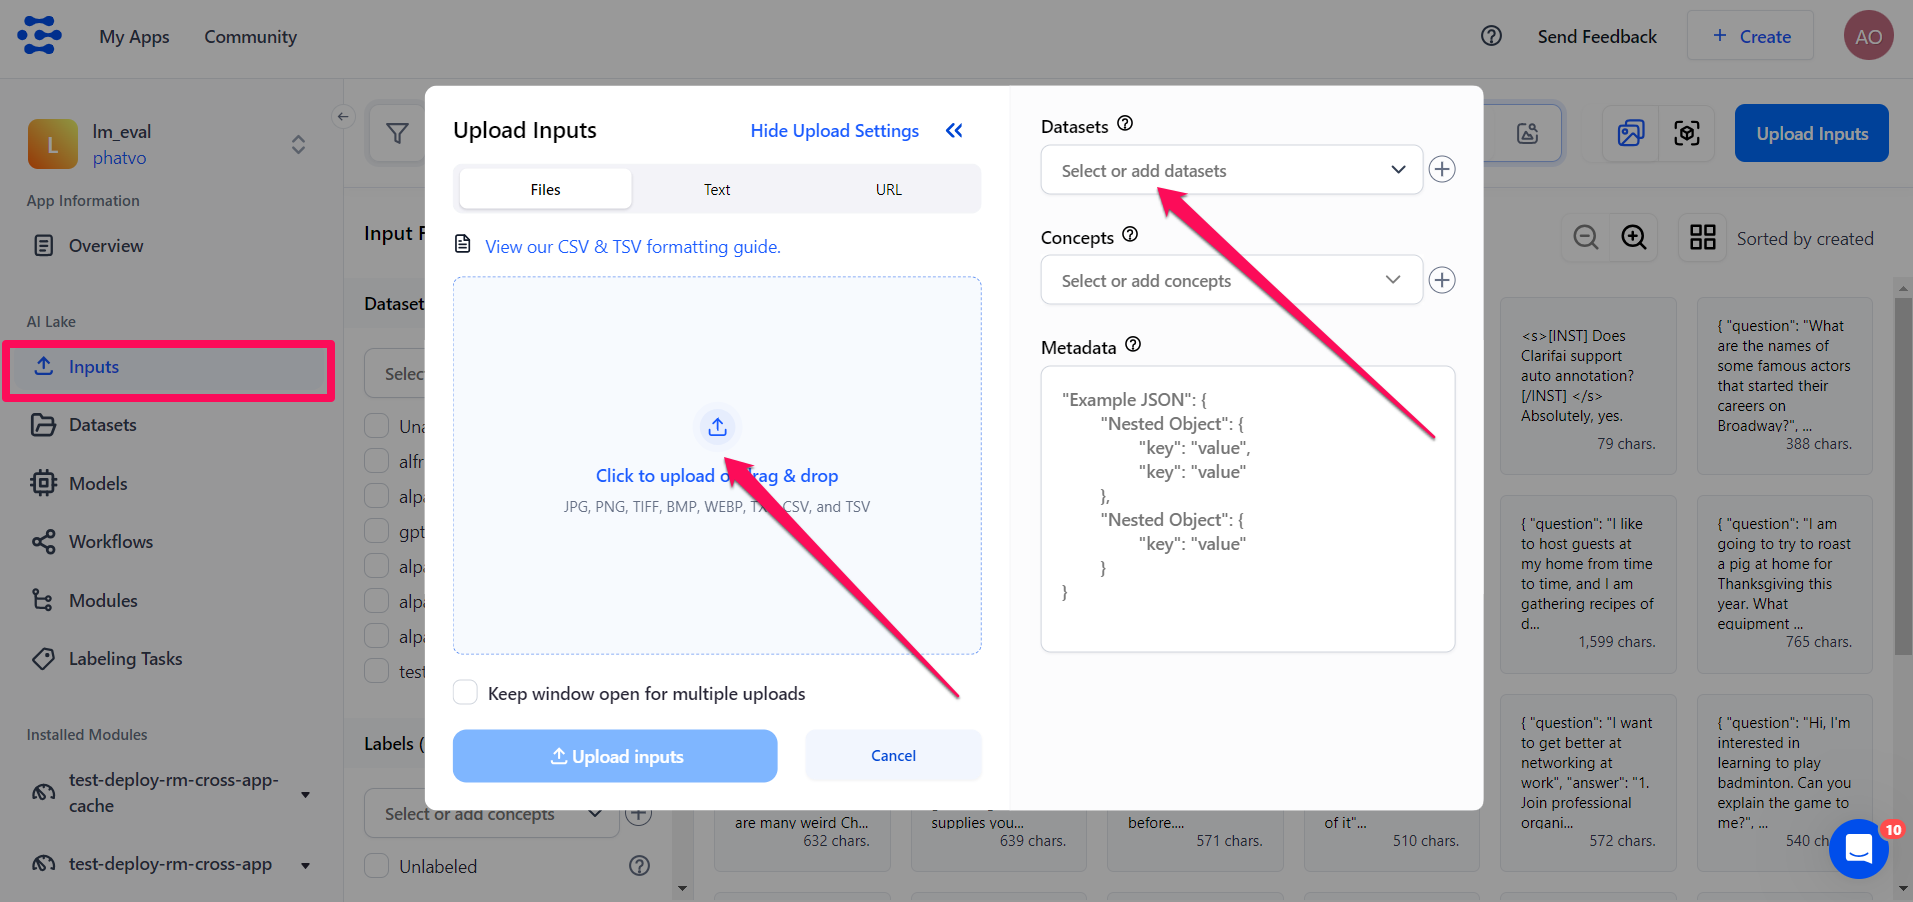 My Apps
Community
Send Feedback
+ Create
AO
L
lm_eval
phatvo
App Information
Overview
AI Lake
Inputs
Datasets
Models
Workflows
Modules
Labeling Tasks
Installed Modules
test-deploy-rm-cross-app-
cache
test-deploy-rm-cross-app
Input F
Dataset
Selec
Una
alfr
alpa
gpt
alpa
alpa
alpa
test
Labels (
Select or add concepts
Unlabeled
Upload Inputs
Hide Upload Settings
Files
Text
URL
View our CSV & TSV formatting guide.
Click to upload or drag & drop
JPG, PNG, TIFF, BMP, WEBP, TXT, CSV, and TSV
Keep window open for multiple uploads
Upload inputs
Cancel
Datasets
Select or add datasets
Concepts
Select or add concepts
Metadata
"Example JSON": {
"Nested Object": {
"key": "value",
"key": "value"
},
"Nested Object": {
"key": "value"
}
}
Upload Inputs
Sorted by created
<s>[INST] Does
Clarifai support
auto annotation?
[/INST] </s>
Absolutely, yes.
79 chars.
{ "question": "What
are the names of
some famous actors
that started their
careers on
Broadway?", ...
388 chars.
{ "question": "I like
to host guests at
my home from time
to time, and I am
gathering recipes of
d...
1,599 chars.
{ "question": "I am
going to try to roast
a pig at home for
Thanksgiving this
year. What
equipment ...
765 chars.
{ "question": "I want
to get better at
networking at
work", "answer": "1.
Join professional
organi...
572 chars.
{ "question": "Hi, I'm
interested in
learning to play
badminton. Can you
explain the game to
me?", ...
540 ch
are many weird Ch...
632 chars.
supplies you...
639 chars.
before....
571 chars.
of it"...
510 chars.
10